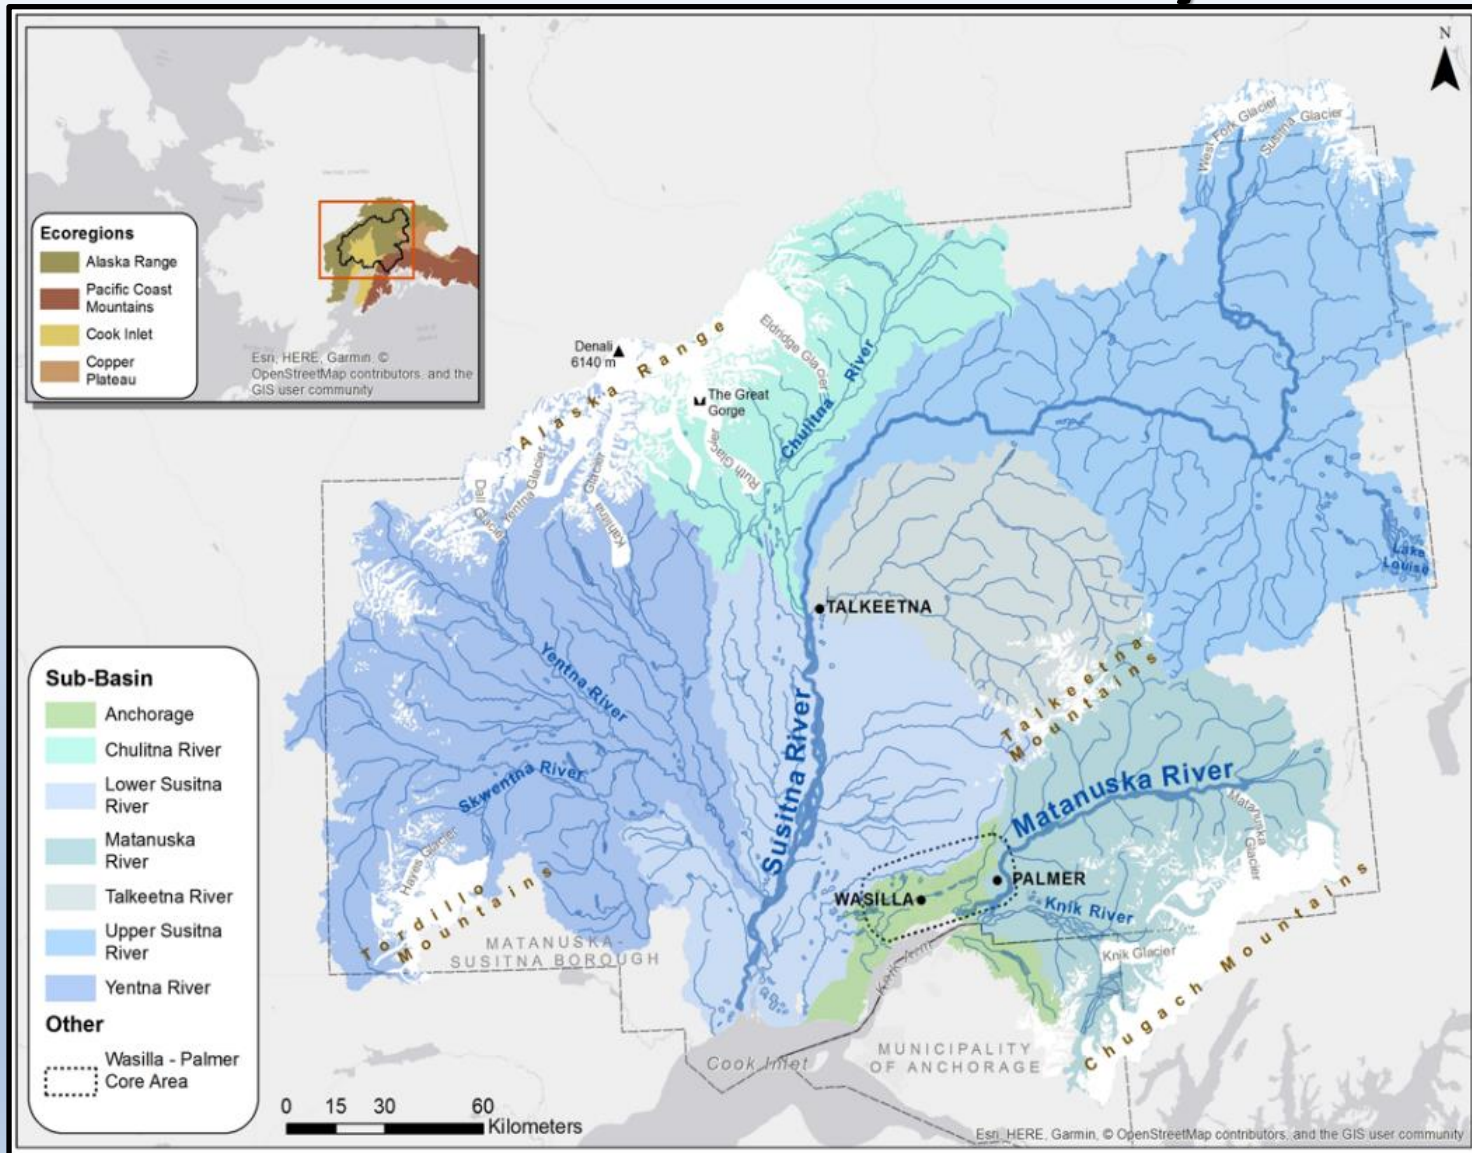 N
Ecoregions
Alaska Range
Pacific Coast
Mountains
Cook Inlet
Copper
Plateau
Esri, HERE, Garmin, ©
OpenStreetMap contributors, and the
GIS user community
West Fork Glacier
Susitna Glacier
Denali
6140 m
Alaska Range
The Great
Gorge
Eldridge Glacier
Chulitna River
Ruth Glacier
Dall Glacier
Yentna Glacier
Kahiltna Glacier
Lake
Louise
TALKEETNA
Yentna River
Skwentna River
Susitna River
Talkeetna
Mountains
Matanuska River
Matanuska
Glacier
Hayes Glacier
Tordillo
Mountains
WASILLA
PALMER
Knik River
Knik Glacier
Knik Arm
Chugach Mountains
MATANUSKA-
SUSITNA BOROUGH
Cook Inlet
MUNICIPALITY
OF ANCHORAGE
Sub-Basin
Anchorage
Chulitna River
Lower Susitna
River
Matanuska
River
Talkeetna River
Upper Susitna
River
Yentna River
Other
Wasilla - Palmer
Core Area
0 15 30 60
Kilometers
Esri, HERE, Garmin, © OpenStreetMap contributors, and the GIS user community